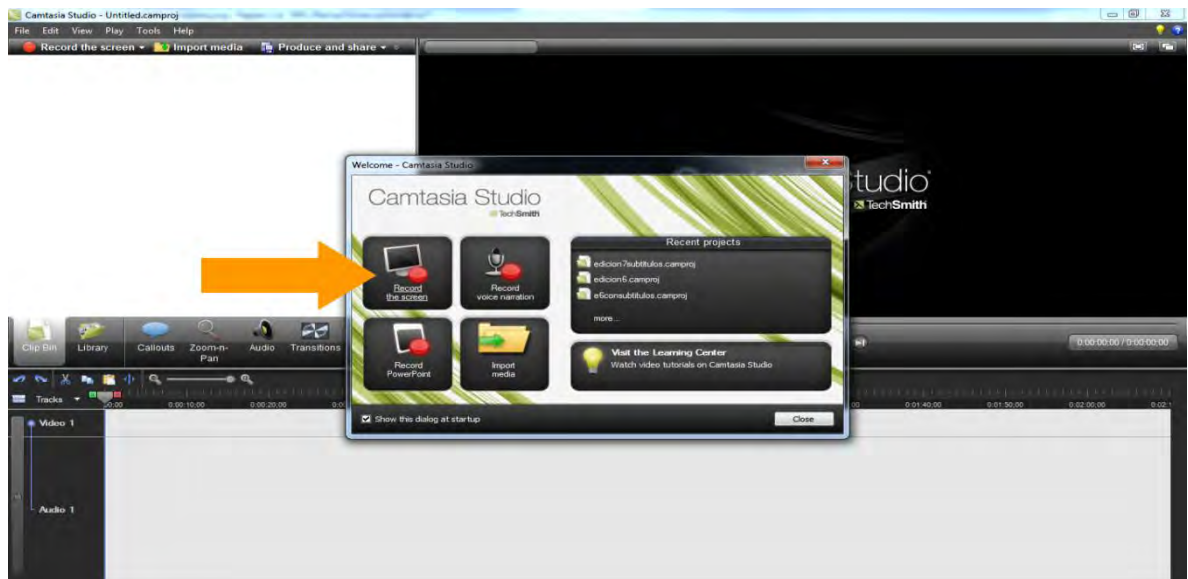 Camtasia Studio - Untitled.camproj
File Edit View Play Tools Help
Record the screen Import media Produce and share
tudio
TechSmith
Welcome - Camtasia Studio
Camtasia Studio
TechSmith
Record the screen
Record voice narration
Record PowerPoint
Import media
Recent projects
edicion7subtitulos.camproj
edicion6.camproj
e6consubtitulos.camproj
more...
Visit the Learning Center
Watch video tutorials on Camtasia Studio
Show this dialog at startup
Close
Clip Bin Library Callouts Zoom-n-Pan Audio Transitions
0:00:00;00 / 0:00:00;00
Tracks
0:00:10;00 0:00:20;00 0:01:40;00 0:01:50;00 0:02:00;00
Video 1
Audio 1